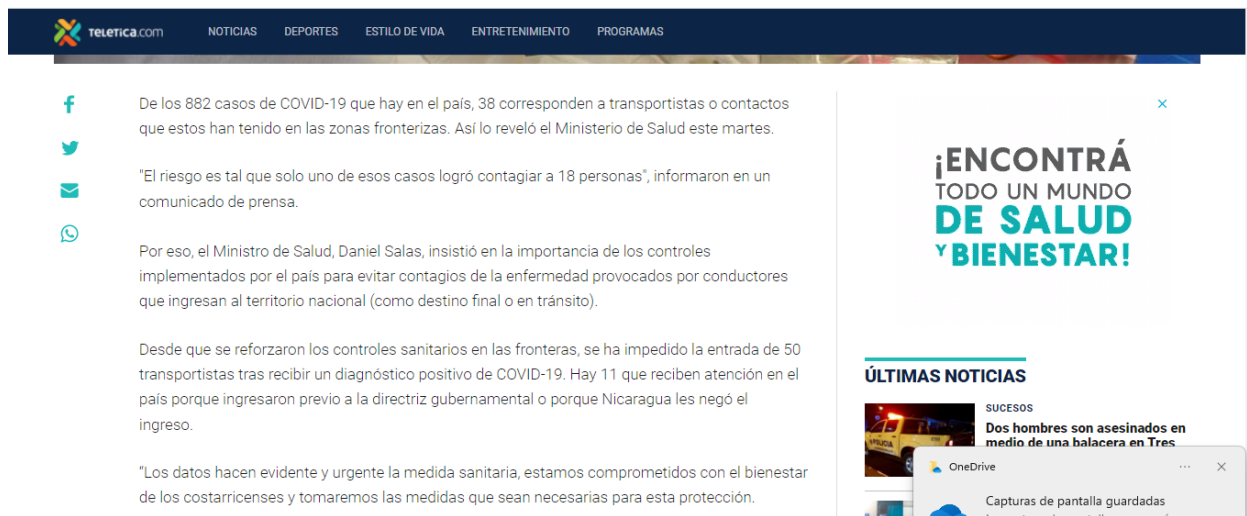 TELETICA.COM NOTICIAS DEPORTES ESTILO DE VIDA ENTRETENIMIENTO PROGRAMAS
De los 882 casos de COVID-19 que hay en el país, 38 corresponden a transportistas o contactos
que estos han tenido en las zonas fronterizas. Así lo reveló el Ministerio de Salud este martes.
"El riesgo es tal que solo uno de esos casos logró contagiar a 18 personas", informaron en un
comunicado de prensa.
Por eso, el Ministro de Salud, Daniel Salas, insistió en la importancia de los controles
implementados por el país para evitar contagios de la enfermedad provocados por conductores
que ingresan al territorio nacional (como destino final o en tránsito).
Desde que se reforzaron los controles sanitarios en las fronteras, se ha impedido la entrada de 50
transportistas tras recibir un diagnóstico positivo de COVID-19. Hay 11 que reciben atención en el
país porque ingresaron previo a la directriz gubernamental o porque Nicaragua les negó el
ingreso.
"Los datos hacen evidente y urgente la medida sanitaria, estamos comprometidos con el bienestar
de los costarricenses y tomaremos las medidas que sean necesarias para esta protección.
¡ENCONTRÁ
TODO UN MUNDO
DE SALUD
Y BIENESTAR!
ÚLTIMAS NOTICIAS
SUCESOS
Dos hombres son asesinados en
medio de una balacera en Tres
POLICIA
OneDrive
Capturas de pantalla guardadas